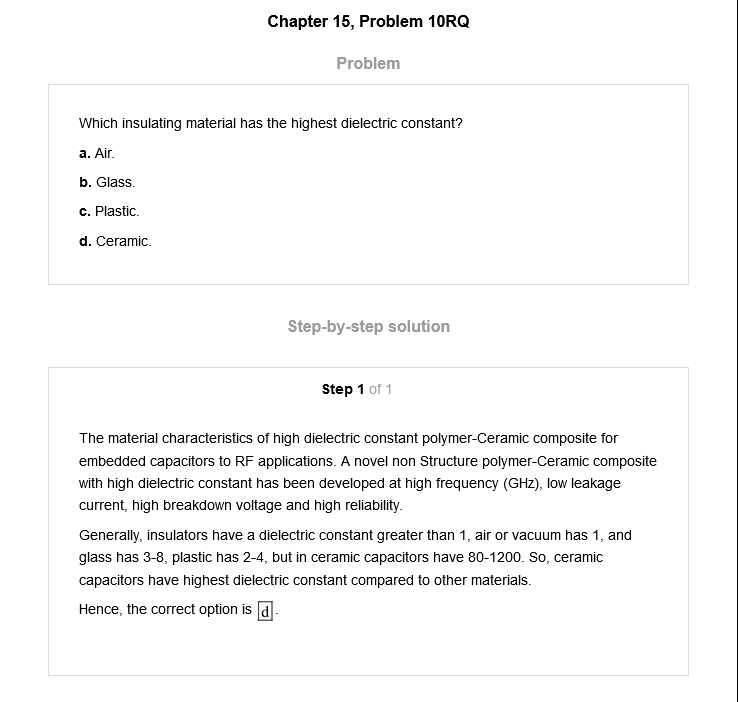 Chapter 15, Problem 10RQ
Problem
Which insulating material has the highest dielectric constant?
a. Air.
b. Glass.
c. Plastic.
d. Ceramic.
Step-by-step solution
Step 1 of 1
The material characteristics of high dielectric constant polymer-Ceramic composite for
embedded capacitors to RF applications. A novel non Structure polymer-Ceramic composite
with high dielectric constant has been developed at high frequency (GHz), low leakage
current, high breakdown voltage and high reliability.
Generally, insulators have a dielectric constant greater than 1, air or vacuum has 1, and
glass has 3-8, plastic has 2-4, but in ceramic capacitors have 80-1200. So, ceramic
capacitors have highest dielectric constant compared to other materials.
Hence, the correct option is d.